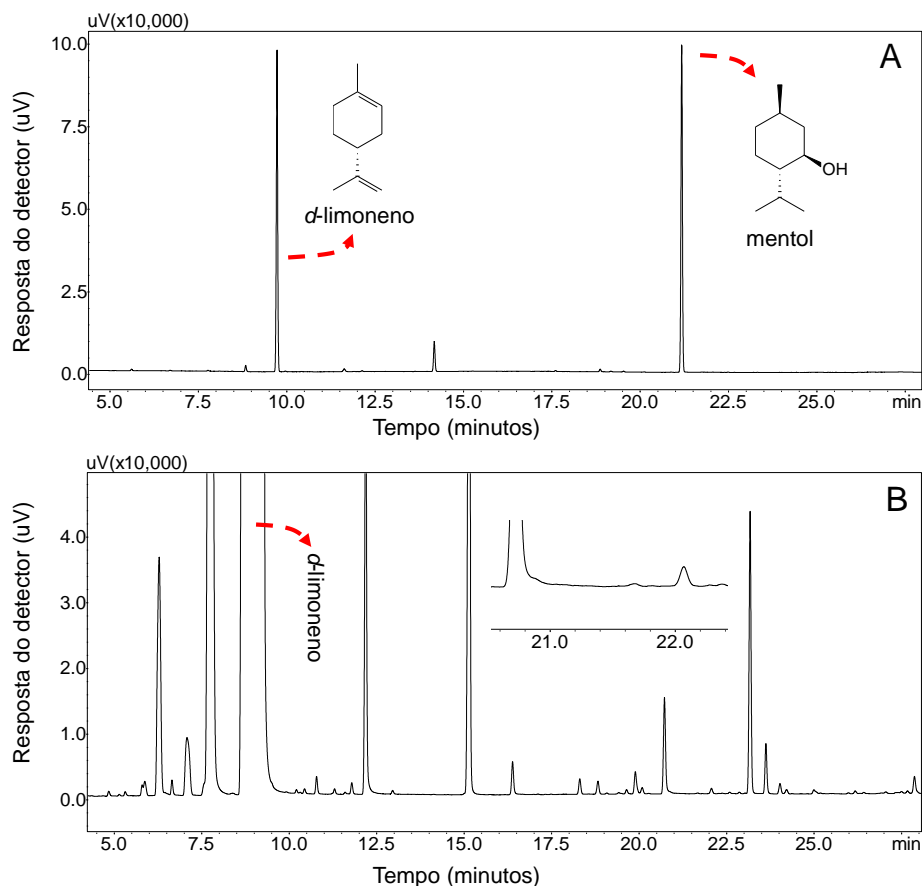 uV(x10,000)
A
10.0
7.5
5.0
2.5
0.0
Resposta do detector (uV)
d-limoneno
OH
mentol
5.0 7.5 10.0 12.5 15.0 17.5 20.0 22.5 25.0 min
Tempo (minutos)
uV(x10,000)
B
4.0
3.0
2.0
1.0
0.0
Resposta do detector (uV)
d-limoneno
21.0 22.0
5.0 7.5 10.0 12.5 15.0 17.5 20.0 22.5 25.0 min
Tempo (minutos)